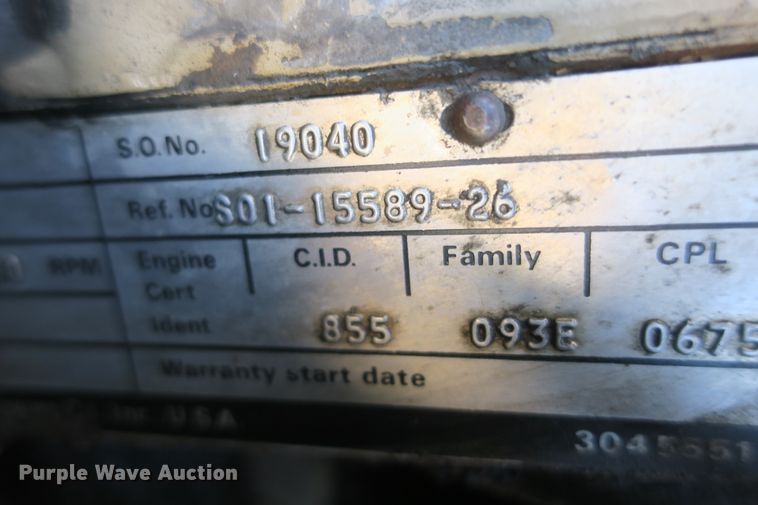 S.O. No. 19040
Ref. No S01-15589-26
RPM Engine Cert Ident C.I.D. Family CPL
855 093E 0675
Warranty start date
Inc. USA
3045551
Purple Wave Auction